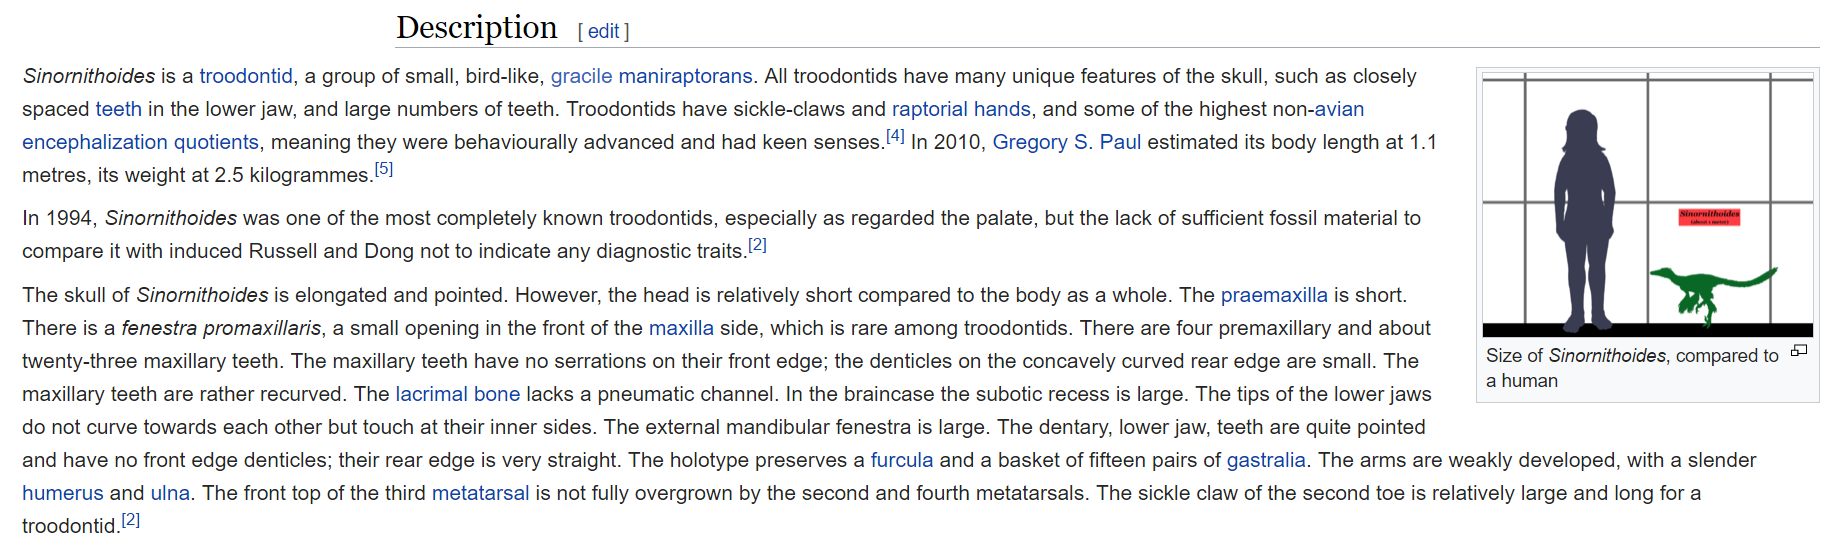 Description [ edit ]
Sinornithoides is a troodontid, a group of small, bird-like, gracile maniraptorans. All troodontids have many unique features of the skull, such as closely
spaced teeth in the lower jaw, and large numbers of teeth. Troodontids have sickle-claws and raptorial hands, and some of the highest non-avian
encephalization quotients, meaning they were behaviourally advanced and had keen senses.[4] In 2010, Gregory S. Paul estimated its body length at 1.1
metres, its weight at 2.5 kilogrammes.[5]
In 1994, Sinornithoides was one of the most completely known troodontids, especially as regarded the palate, but the lack of sufficient fossil material to
compare it with induced Russell and Dong not to indicate any diagnostic traits.[2]
The skull of Sinornithoides is elongated and pointed. However, the head is relatively short compared to the body as a whole. The praemaxilla is short.
There is a fenestra promaxillaris, a small opening in the front of the maxilla side, which is rare among troodontids. There are four premaxillary and about
twenty-three maxillary teeth. The maxillary teeth have no serrations on their front edge; the denticles on the concavely curved rear edge are small. The
maxillary teeth are rather recurved. The lacrimal bone lacks a pneumatic channel. In the braincase the subotic recess is large. The tips of the lower jaws
do not curve towards each other but touch at their inner sides. The external mandibular fenestra is large. The dentary, lower jaw, teeth are quite pointed
and have no front edge denticles; their rear edge is very straight. The holotype preserves a furcula and a basket of fifteen pairs of gastralia. The arms are weakly developed, with a slender
humerus and ulna. The front top of the third metatarsal is not fully overgrown by the second and fourth metatarsals. The sickle claw of the second toe is relatively large and long for a
troodontid.[2]
Sinornithoides
(about 1 meter)
Size of Sinornithoides, compared to
a human